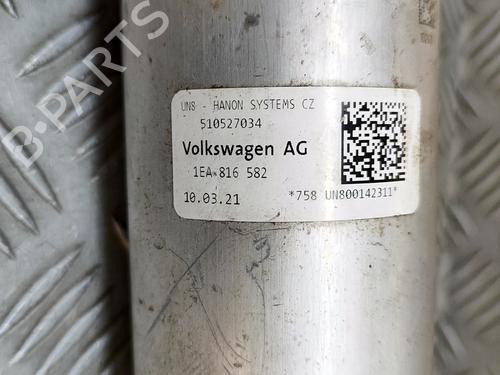 UN8 - HANON SYSTEMS CZ
510527034
Volkswagen AG
1EA 816 582
10.03.21
*758 UN800142311*
B-PARTS